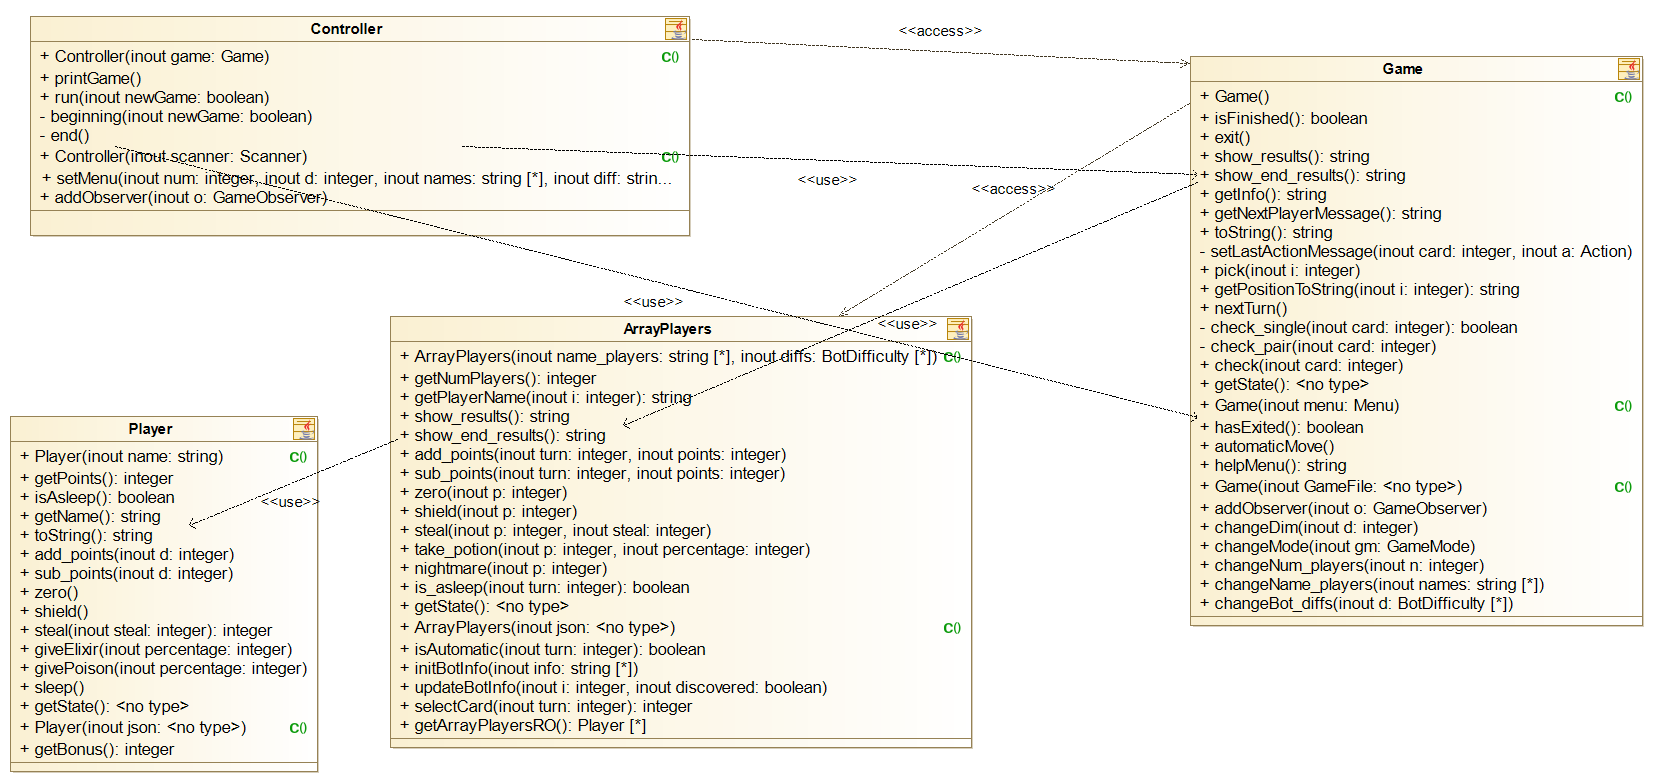 Controller
+ Controller(inout game: Game) C()
+ printGame()
+ run(inout newGame: boolean)
- beginning(inout newGame: boolean)
- end()
+ Controller(inout scanner: Scanner) C()
+ setMenu(inout num: integer, inout d: integer, inout names: string [*], inout diff: strin...
+ addObserver(inout o: GameObserver)
<<access>>
<<use>>
<<access>>
<<use>>
<<use>>
Game
+ Game() C()
+ isFinished(): boolean
+ exit()
+ show_results(): string
+ show_end_results(): string
+ getInfo(): string
+ getNextPlayerMessage(): string
+ toString(): string
- setLastActionMessage(inout card: integer, inout a: Action)
+ pick(inout i: integer)
+ getPositionToString(inout i: integer): string
+ nextTurn()
- check_single(inout card: integer): boolean
- check_pair(inout card: integer)
+ check(inout card: integer)
+ getState(): <no type>
+ Game(inout menu: Menu) C()
+ hasExited(): boolean
+ automaticMove()
+ helpMenu(): string
+ Game(inout GameFile: <no type>) C()
+ addObserver(inout o: GameObserver)
+ changeDim(inout d: integer)
+ changeMode(inout gm: GameMode)
+ changeNum_players(inout n: integer)
+ changeName_players(inout names: string [*])
+ changeBot_diffs(inout d: BotDifficulty [*])
ArrayPlayers
+ ArrayPlayers(inout name_players: string [*], inout diffs: BotDifficulty [*]) C()
+ getNumPlayers(): integer
+ getPlayerName(inout i: integer): string
+ show_results(): string
+ show_end_results(): string
+ add_points(inout turn: integer, inout points: integer)
+ sub_points(inout turn: integer, inout points: integer)
+ zero(inout p: integer)
+ shield(inout p: integer)
+ steal(inout p: integer, inout steal: integer)
+ take_potion(inout p: integer, inout percentage: integer)
+ nightmare(inout p: integer)
+ is_asleep(inout turn: integer): boolean
+ getState(): <no type>
+ ArrayPlayers(inout json: <no type>) C()
+ isAutomatic(inout turn: integer): boolean
+ initBotInfo(inout info: string [*])
+ updateBotInfo(inout i: integer, inout discovered: boolean)
+ selectCard(inout turn: integer): integer
+ getArrayPlayersRO(): Player [*]
<<use>>
Player
+ Player(inout name: string) C()
+ getPoints(): integer
+ isAsleep(): boolean
+ getName(): string
+ toString(): string
+ add_points(inout d: integer)
+ sub_points(inout d: integer)
+ zero()
+ shield()
+ steal(inout steal: integer): integer
+ giveElixir(inout percentage: integer)
+ givePoison(inout percentage: integer)
+ sleep()
+ getState(): <no type>
+ Player(inout json: <no type>) C()
+ getBonus(): integer